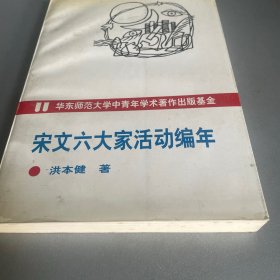 华东师范大学中青年学术著作出版基金
宋文六大家活动编年
洪本健 著